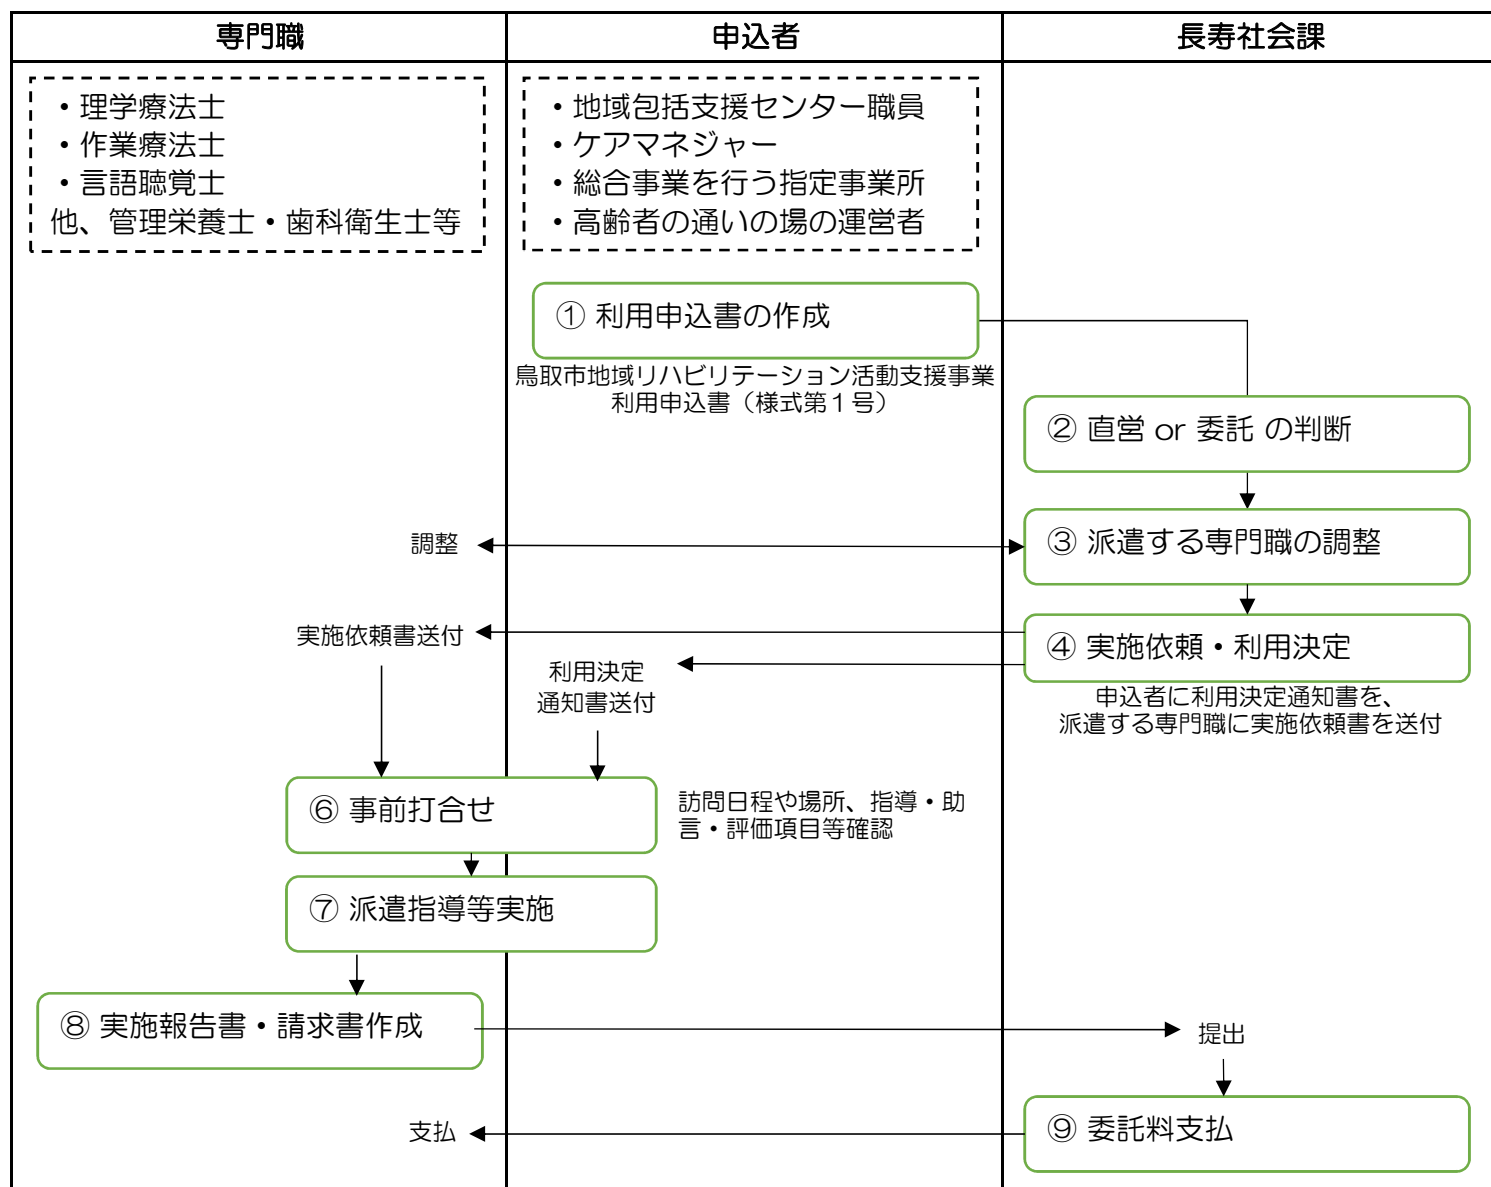 専門職
申込者
長寿社会課
・理学療法士
・作業療法士
・言語聴覚士
他、管理栄養士・歯科衛生士等
・地域包括支援センター職員
・ケアマネジャー
・総合事業を行う指定事業所
・高齢者の通いの場の運営者
① 利用申込書の作成
鳥取市地域リハビリテーション活動支援事業
利用申込書（様式第１号）
② 直営 or 委託 の判断
③ 派遣する専門職の調整
調整
④ 実施依頼・利用決定
実施依頼書送付
利用決定
通知書送付
申込者に利用決定通知書を、
派遣する専門職に実施依頼書を送付
⑥ 事前打合せ
訪問日程や場所、指導・助
言・評価項目等確認
⑦ 派遣指導等実施
⑧ 実施報告書・請求書作成
提出
⑨ 委託料支払
支払